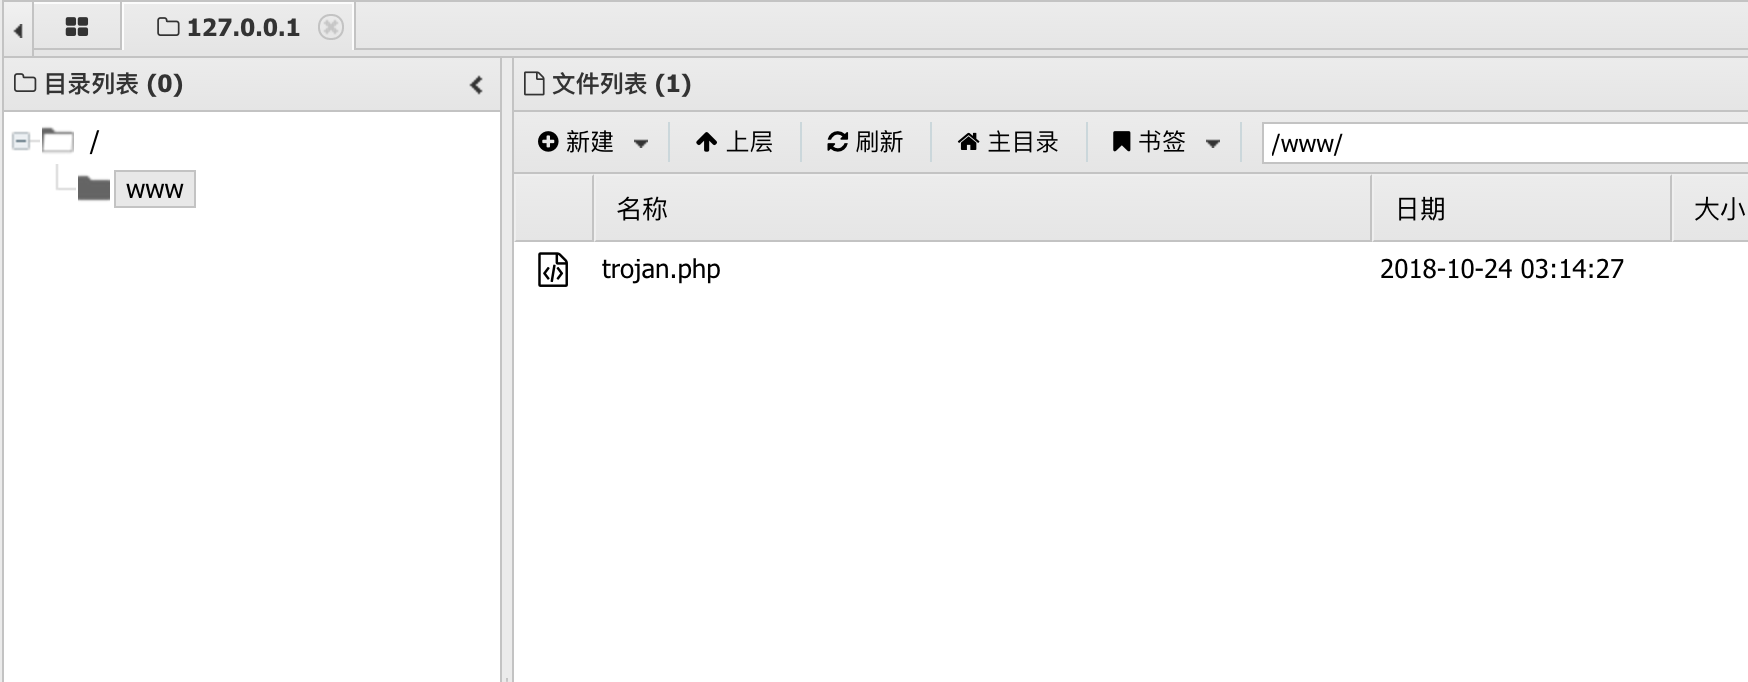 127.0.0.1
目录列表 (0)
/
www
文件列表 (1)
新建 上层 刷新 主目录 书签 /www/
名称 日期 大小
trojan.php 2018-10-24 03:14:27